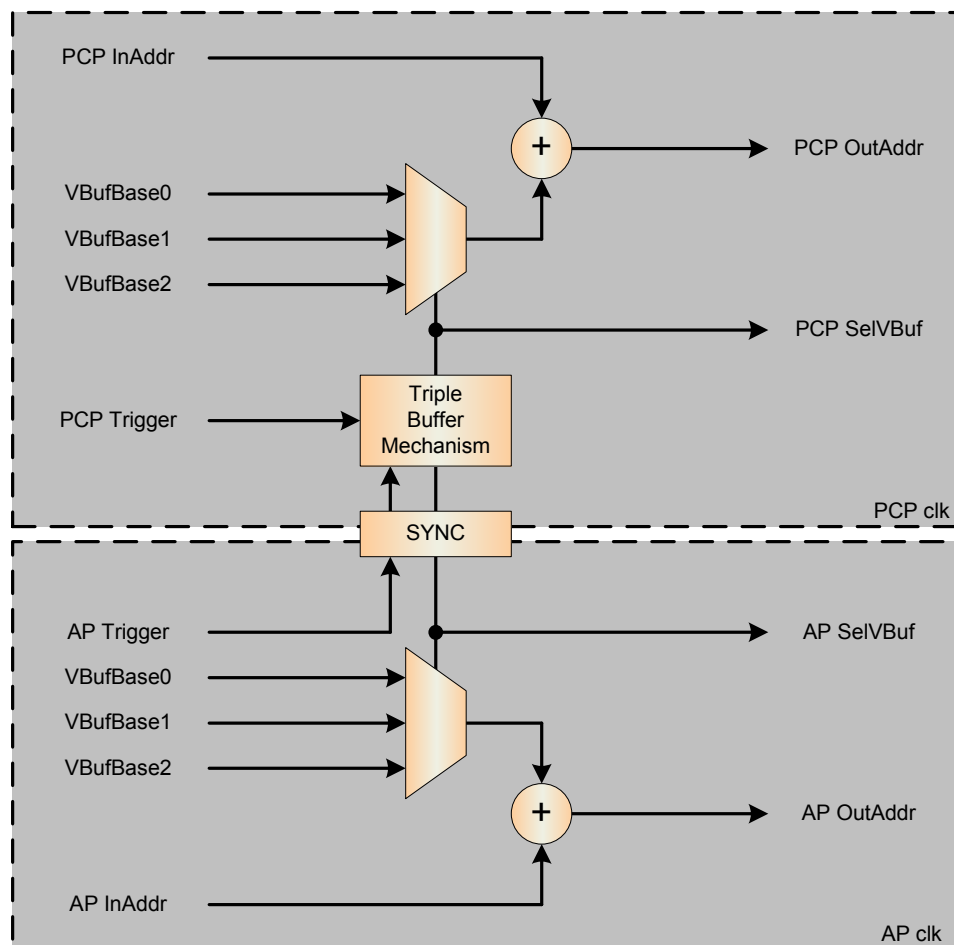 PCP InAddr
+
PCP OutAddr
VBufBase0
VBufBase1
VBufBase2
PCP SelVBuf
Triple
Buffer
Mechanism
PCP Trigger
PCP clk
SYNC
AP Trigger
AP SelVBuf
VBufBase0
VBufBase1
VBufBase2
+
AP OutAddr
AP InAddr
AP clk